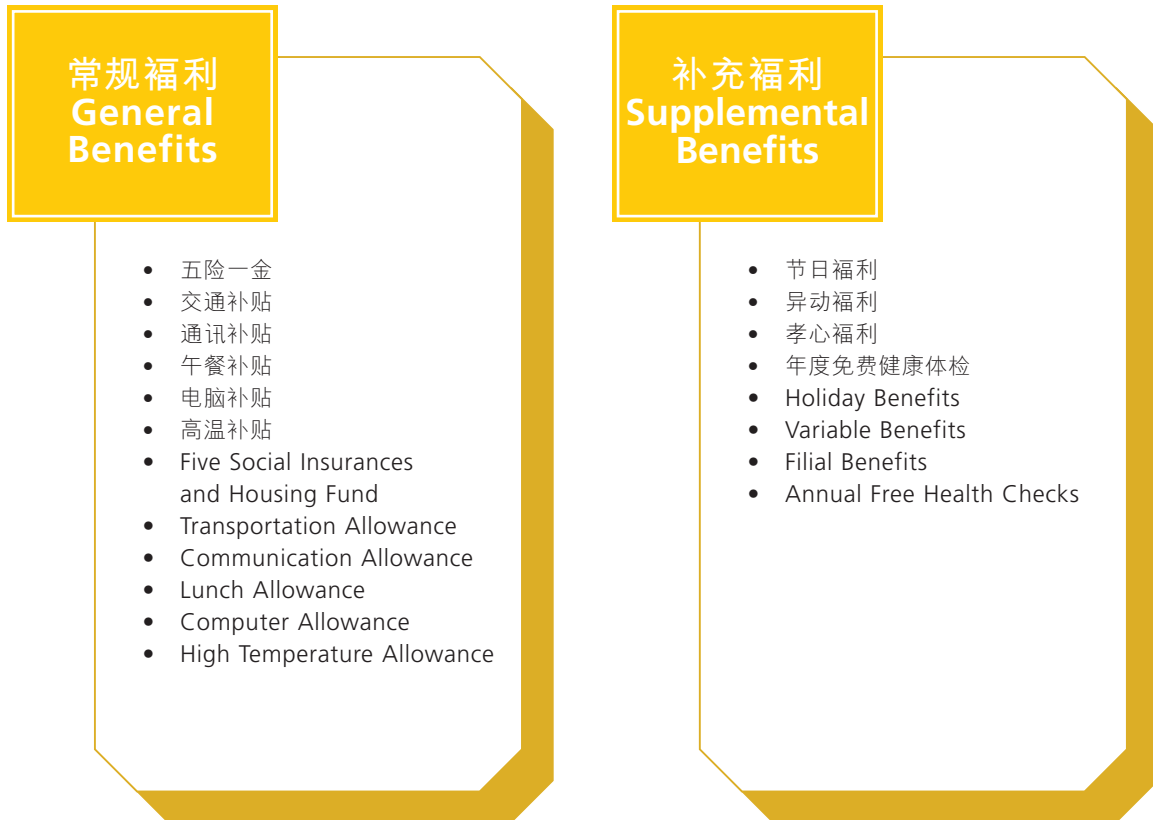 常规福利
General
Benefits
• 五险一金
• 交通补贴
• 通讯补贴
• 午餐补贴
• 电脑补贴
• 高温补贴
• Five Social Insurances
and Housing Fund
• Transportation Allowance
• Communication Allowance
• Lunch Allowance
• Computer Allowance
• High Temperature Allowance
补充福利
Supplemental
Benefits
• 节日福利
• 异动福利
• 孝心福利
• 年度免费健康体检
• Holiday Benefits
• Variable Benefits
• Filial Benefits
• Annual Free Health Checks